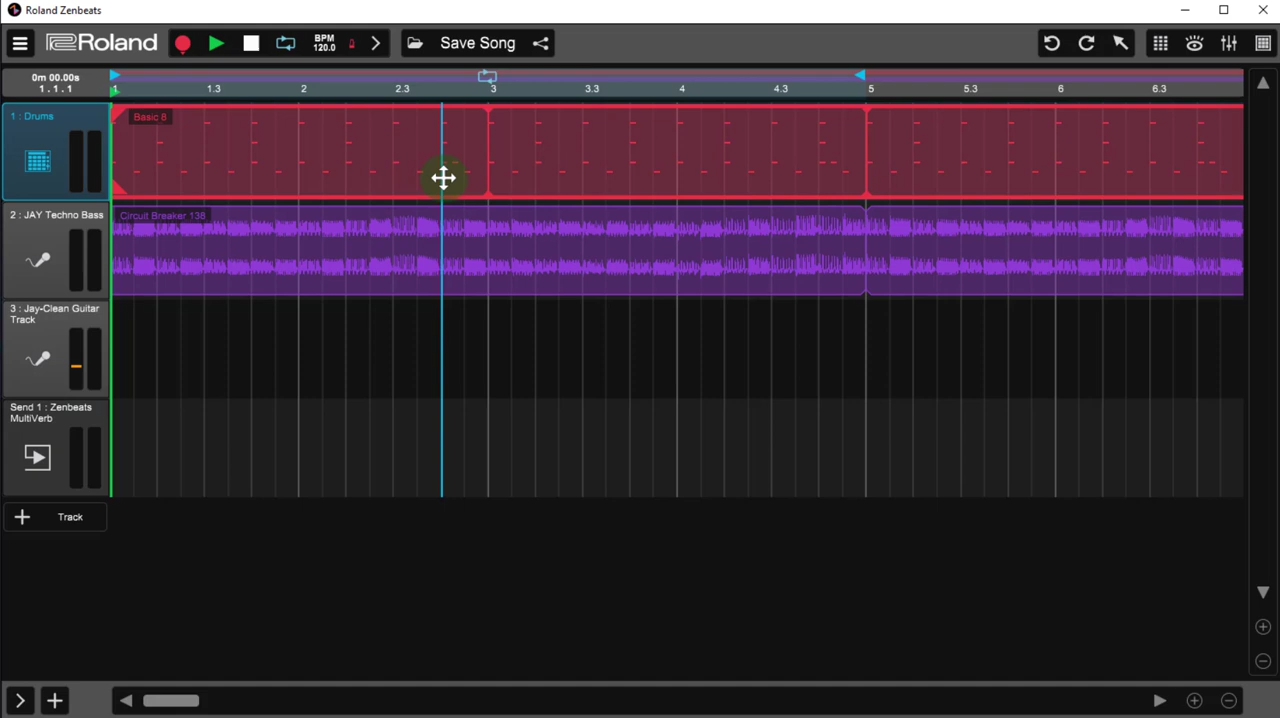 Roland Zenbeats
Roland
BPM
120.0
Save Song
0m 00.00s
1 . 1 . 1
1 1.3 2 2.3 3 3.3 4 4.3 5 5.3 6 6.3
1 : Drums
Basic 8
2 : JAY Techno Bass
Circuit Breaker 138
3 : Jay-Clean Guitar
Track
Send 1 : Zenbeats
MultiVerb
Track